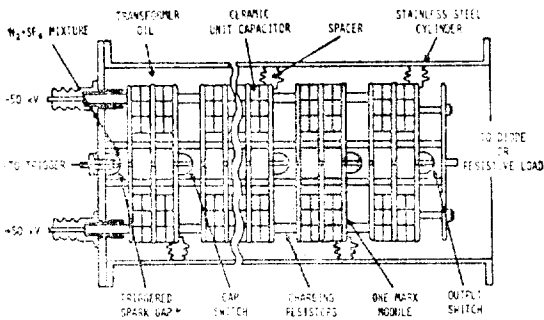 N₂+SF₆ MIXTURE
TRANSFORMER
OIL
CERAMIC
UNIT CAPACITOR
SPACER
STAINLESS STEEL
CYLINDER
-50 kV
TO TRIGGER
+50 kV
TO DIODE
OR
RESISTIVE LOAD
TRIGGERED
SPARK GAP
GAP
SWITCH
CHARGING
RESISTORS
ONE MARX
MODULE
OUTPUT
SWITCH